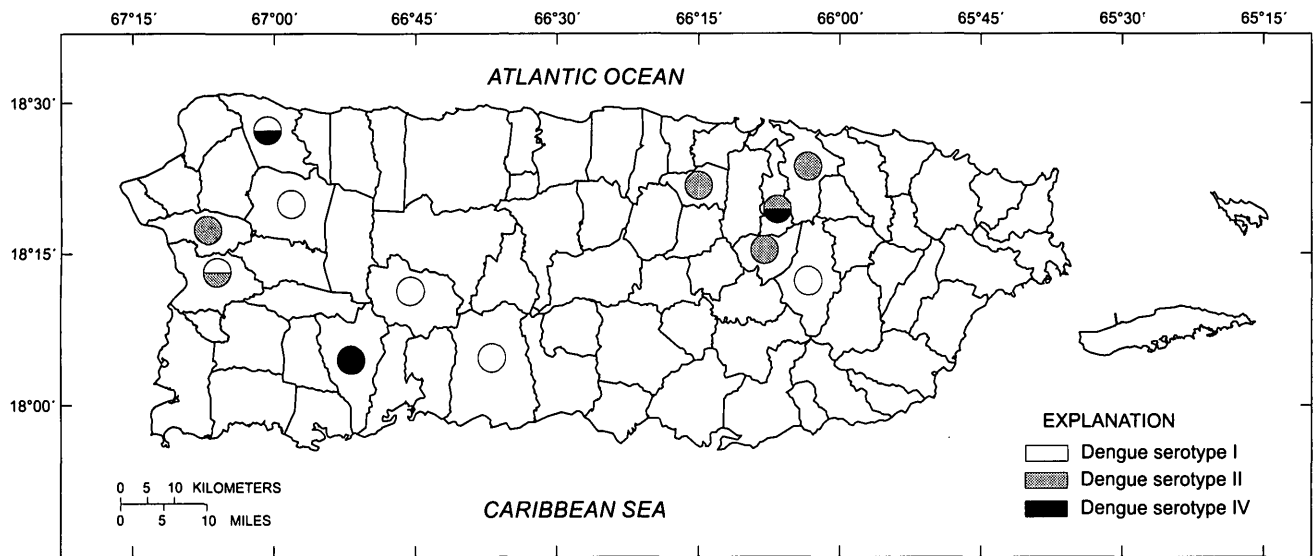 67°15′ 67°00′ 66°45′ 66°30′ 66°15′ 66°00′ 65°45′ 65°30′ 65°15′
ATLANTIC OCEAN
18°30′
18°15′
18°00′
EXPLANATION
Dengue serotype I
Dengue serotype II
Dengue serotype IV
0 5 10 KILOMETERS
0 5 10 MILES
CARIBBEAN SEA